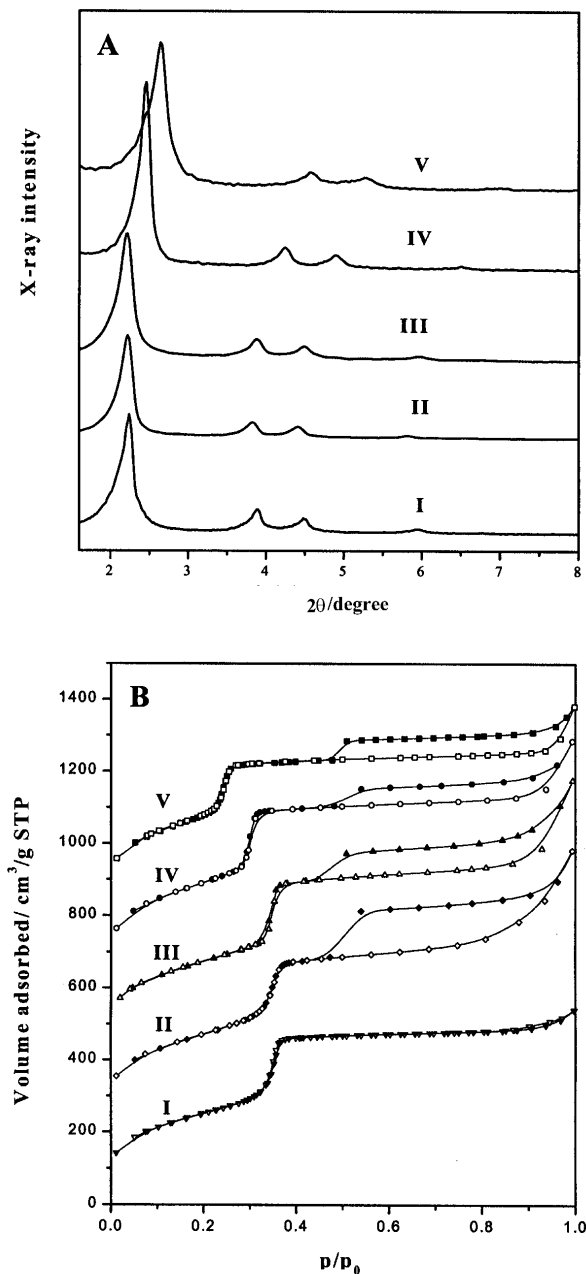 A
X-ray intensity
V
IV
III
II
I
2 3 4 5 6 7 8
2θ/degree
B
Volume adsorbed/ cm³/g STP
1400
1200
1000
800
600
400
200
0
V
IV
III
II
I
0.0 0.2 0.4 0.6 0.8 1.0
p/p₀